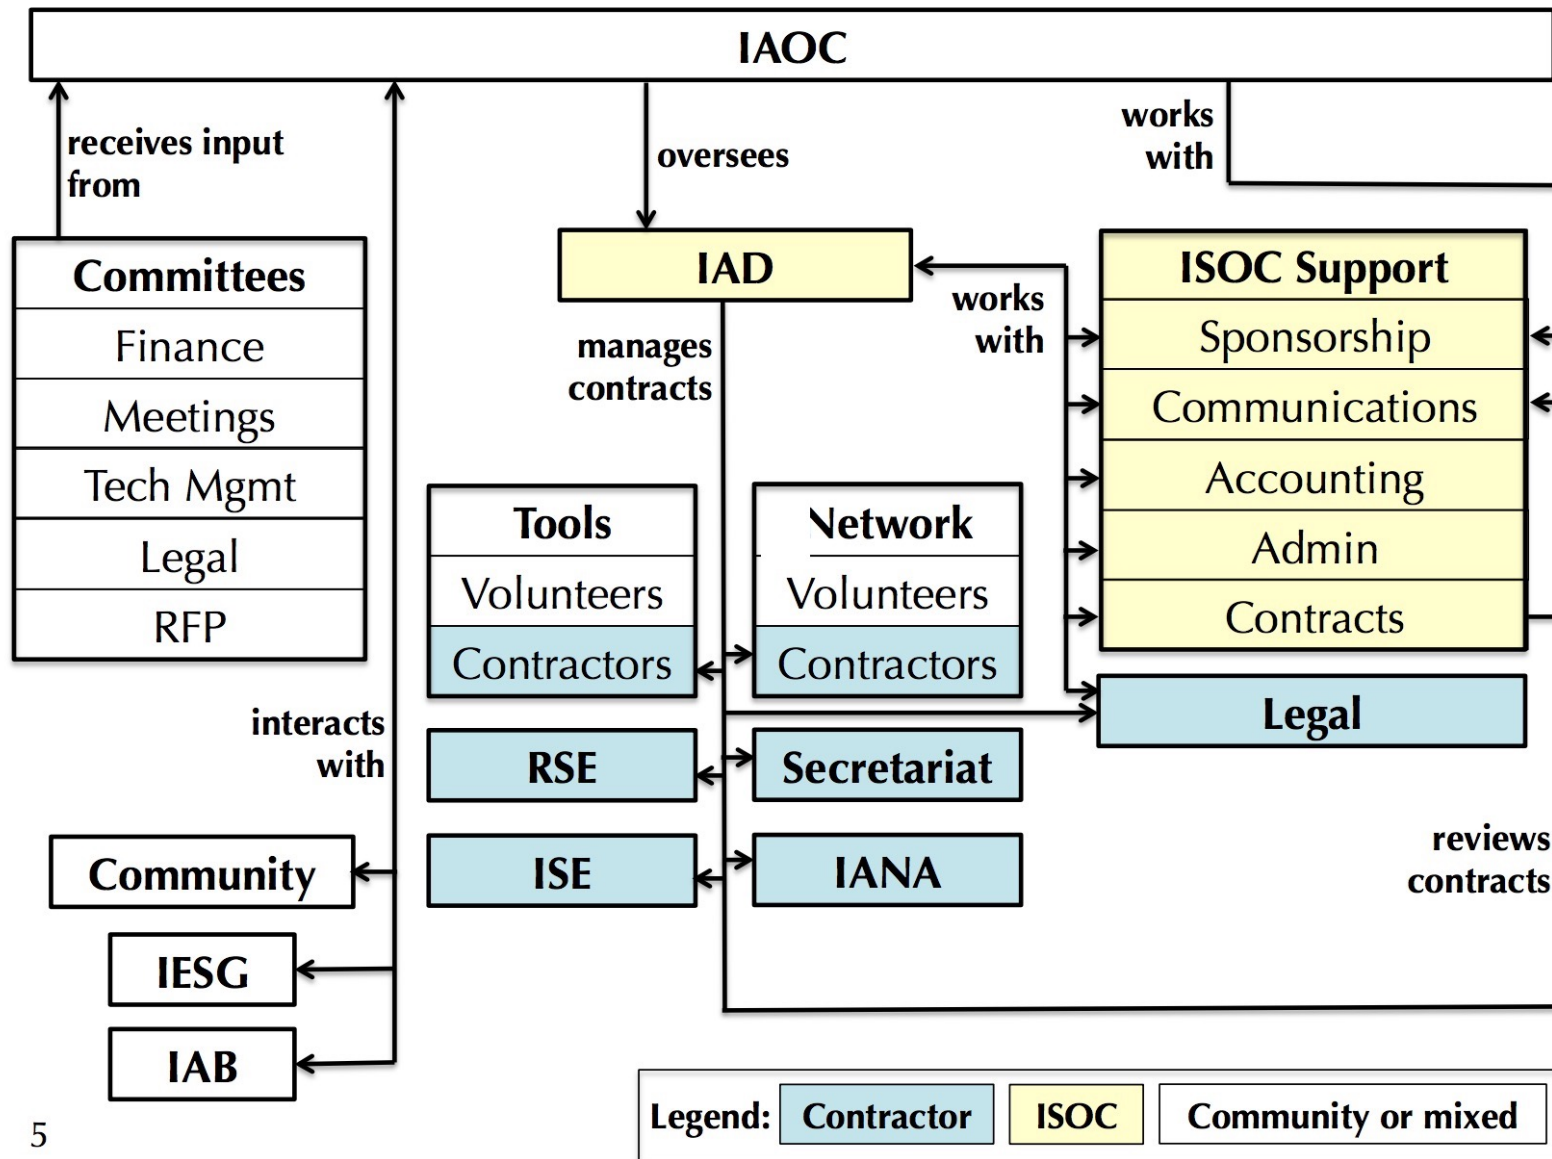 IAOC
receives input
from
oversees
works
with
Committees
Finance
Meetings
Tech Mgmt
Legal
RFP
IAD
works
with
manages
contracts
ISOC Support
Sponsorship
Communications
Accounting
Admin
Contracts
Tools
Volunteers
Contractors
Network
Volunteers
Contractors
Legal
interacts
with
RSE
Secretariat
ISE
IANA
Community
IESG
IAB
reviews
contracts
Legend:
Contractor
ISOC
Community or mixed
5